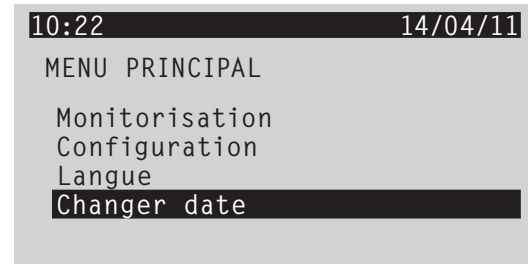 10:22 14/04/11
MENU PRINCIPAL
Monitorisation
Configuration
Langue
Changer date